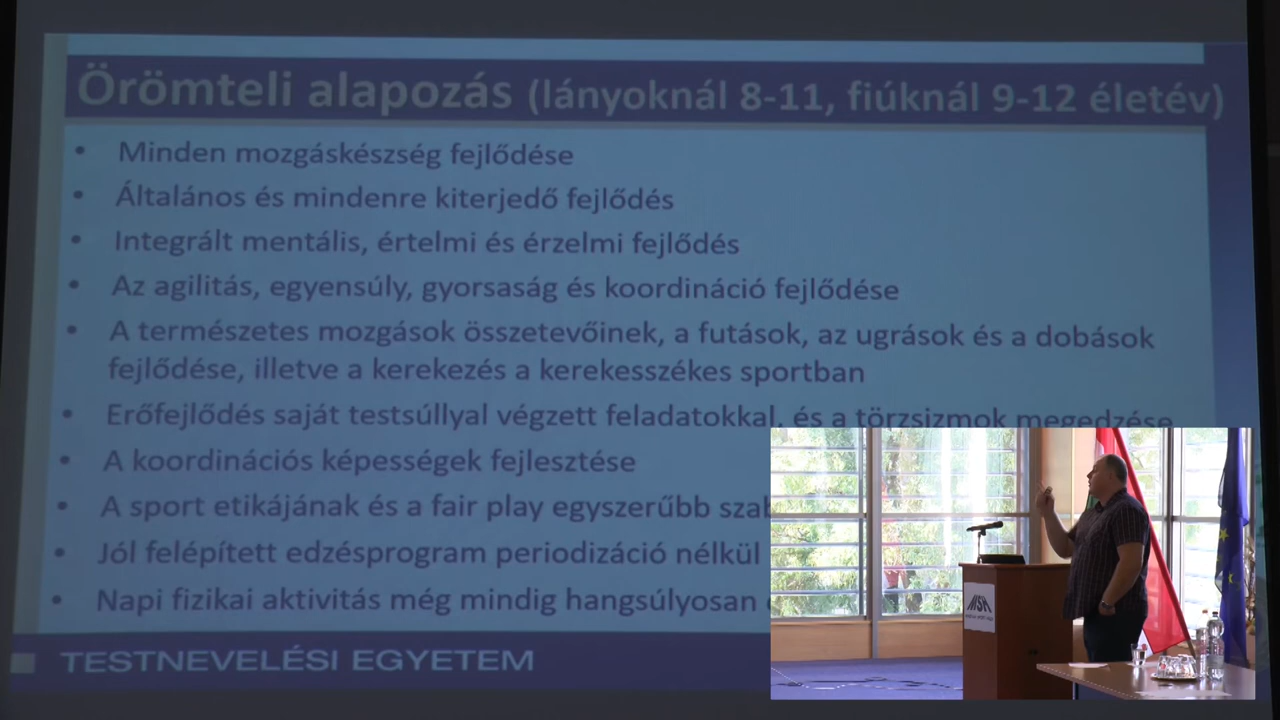 Örömteli alapozás (lányoknál 8-11, fiúknál 9-12 életév)
• Minden mozgáskészség fejlődése
• Általános és mindenre kiterjedő fejlődés
• Integrált mentális, értelmi és érzelmi fejlődés
• Az agilitás, egyensúly, gyorsaság és koordináció fejlődése
• A természetes mozgások összetevőinek, a futások, az ugrások és a dobások
fejlődése, illetve a kerekezés a kerekesszékes sportban
• Erőfejlődés saját testsúllyal végzett feladatokkal, és a törzsizmok megedzése
• A koordinációs képességek fejlesztése
• A sport etikájának és a fair play egyszerűbb
• Jól felépített edzésprogram periodizáció nélkül
• Napi fizikai aktivitás még mindig hangsúlyosan
TESTNEVELÉSI EGYETEM